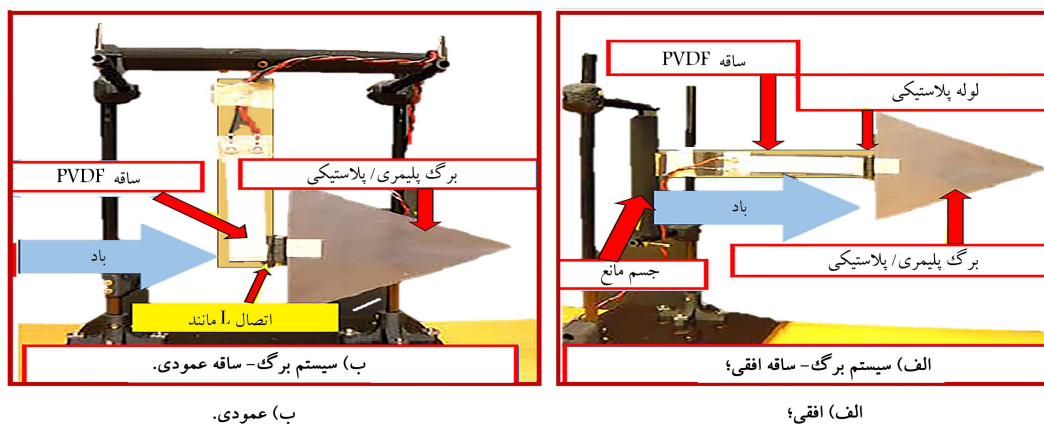 ساقه PVDF
لوله پلاستیکی
باد
برگ پلیمری/ پلاستیکی
جسم مانع
الف) سیستم برگ- ساقه افقی؛
الف) افقی؛
ساقه PVDF
برگ پلیمری/ پلاستیکی
باد
اتصال L مانند
ب) سیستم برگ- ساقه عمودی.
ب) عمودی.